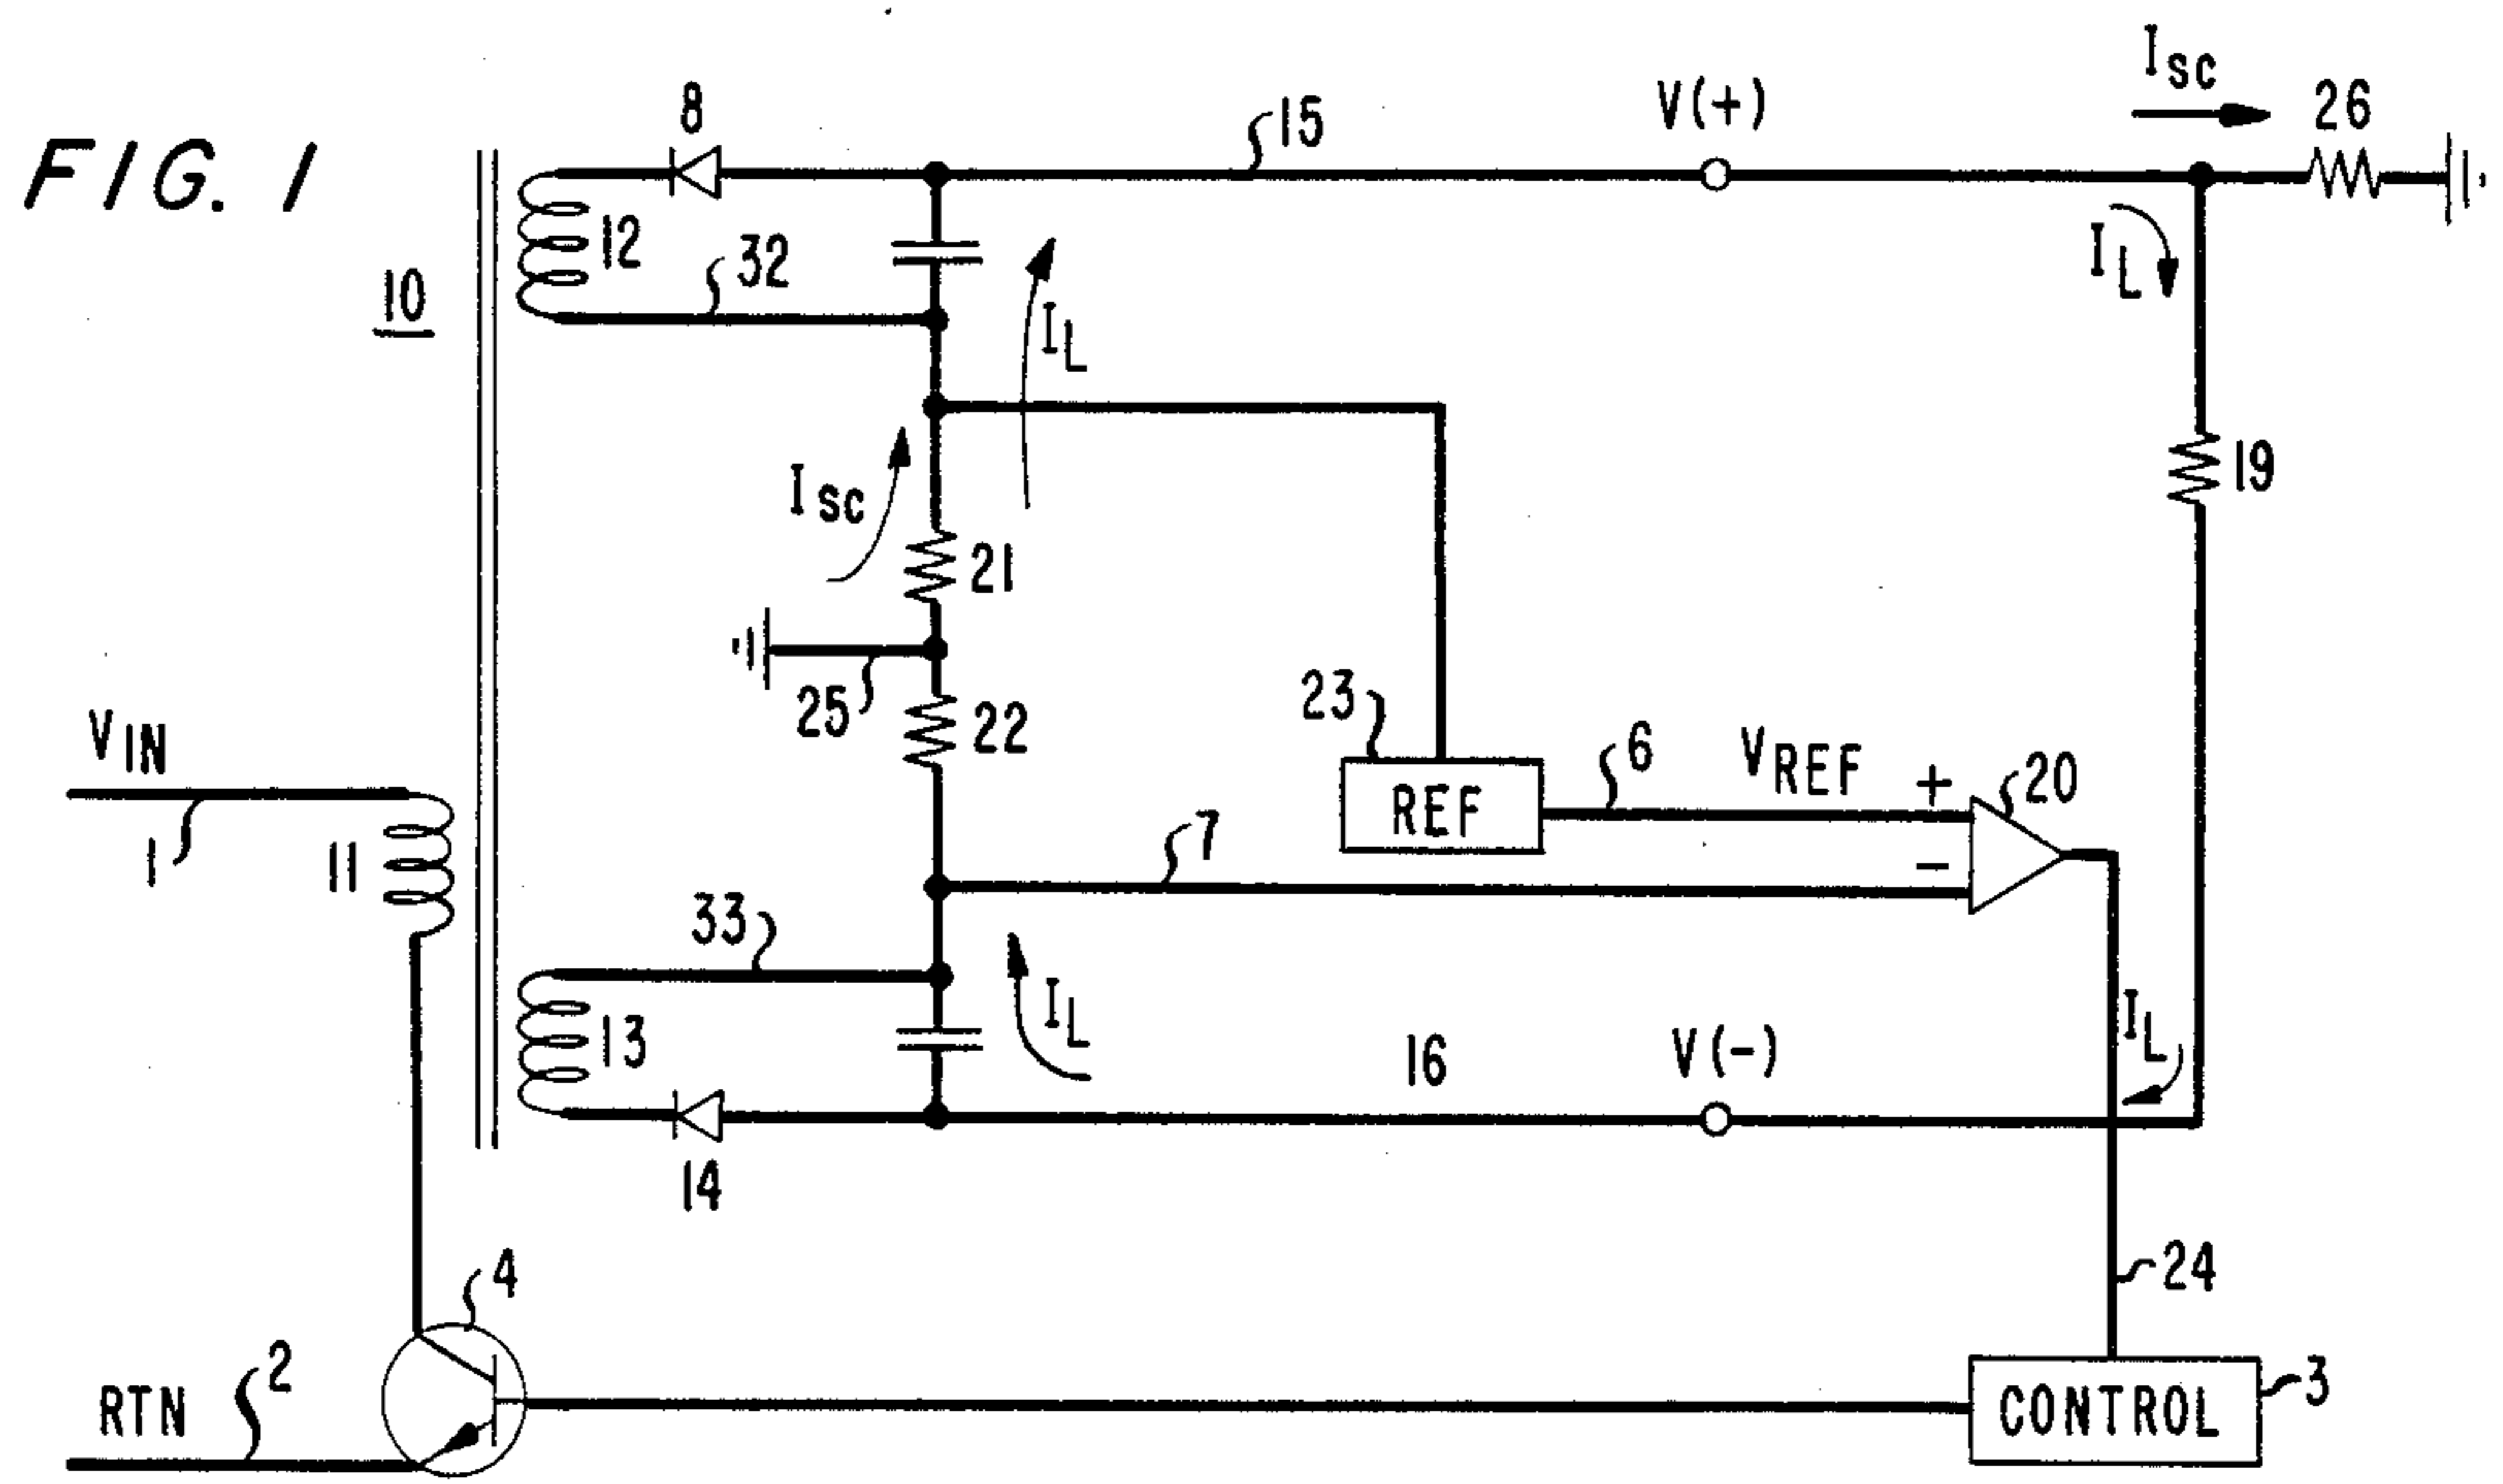 FIG. 1
8
15
V(+)
ISC
26
12
32
10
IL
IL
ISC
21
19
25
22
23
REF
6
VREF
+
20
VIN
1
11
7
-
33
13
IL
16
V(-)
IL
14
4
24
RTN
2
CONTROL
3